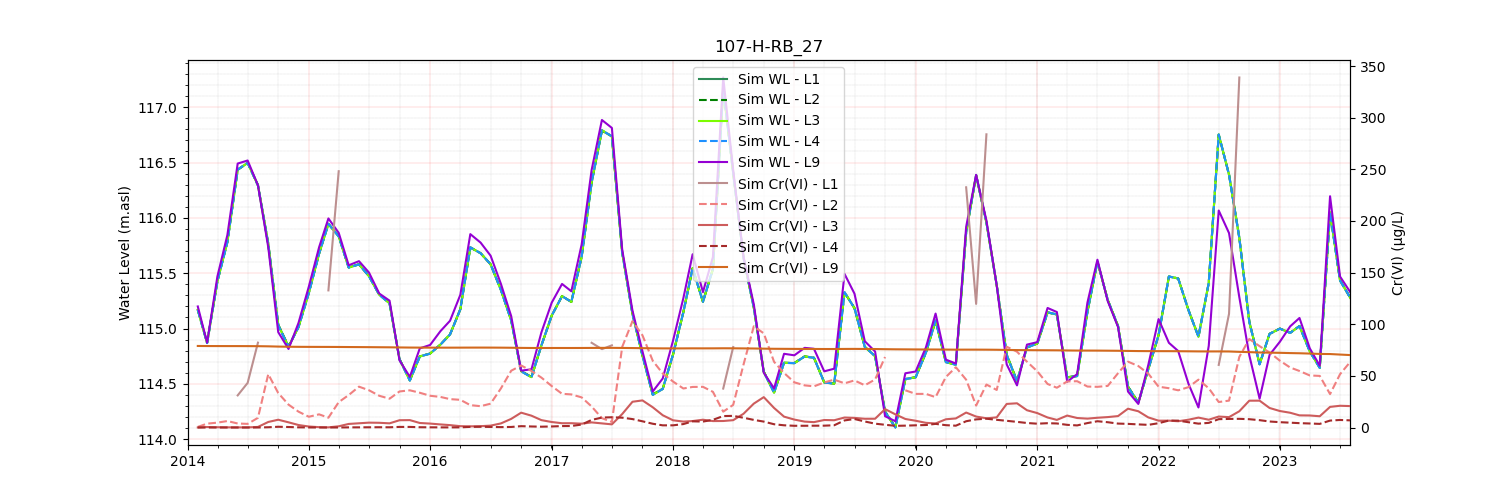 107-H-RB_27
Water Level (m.asl)
117.0
116.5
116.0
115.5
115.0
114.5
114.0
Sim WL - L1
Sim WL - L2
Sim WL - L3
Sim WL - L4
Sim WL - L9
Sim Cr(VI) - L1
Sim Cr(VI) - L2
Sim Cr(VI) - L3
Sim Cr(VI) - L4
Sim Cr(VI) - L9
350
300
250
200
150
100
50
0
Cr(VI) (µg/L)
2014 2015 2016 2017 2018 2019 2020 2021 2022 2023